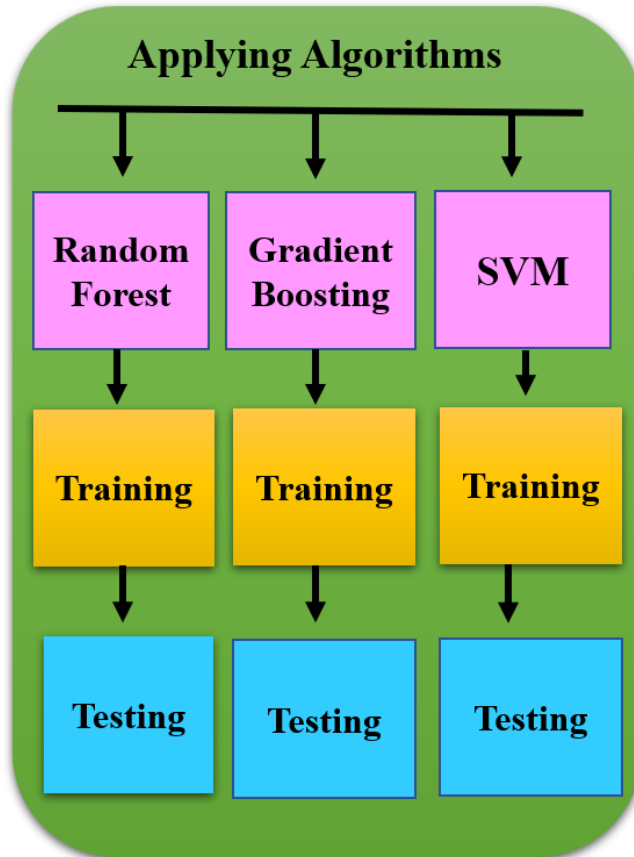 Applying Algorithms
Random
Forest
Gradient
Boosting
SVM
Training
Training
Training
Testing
Testing
Testing